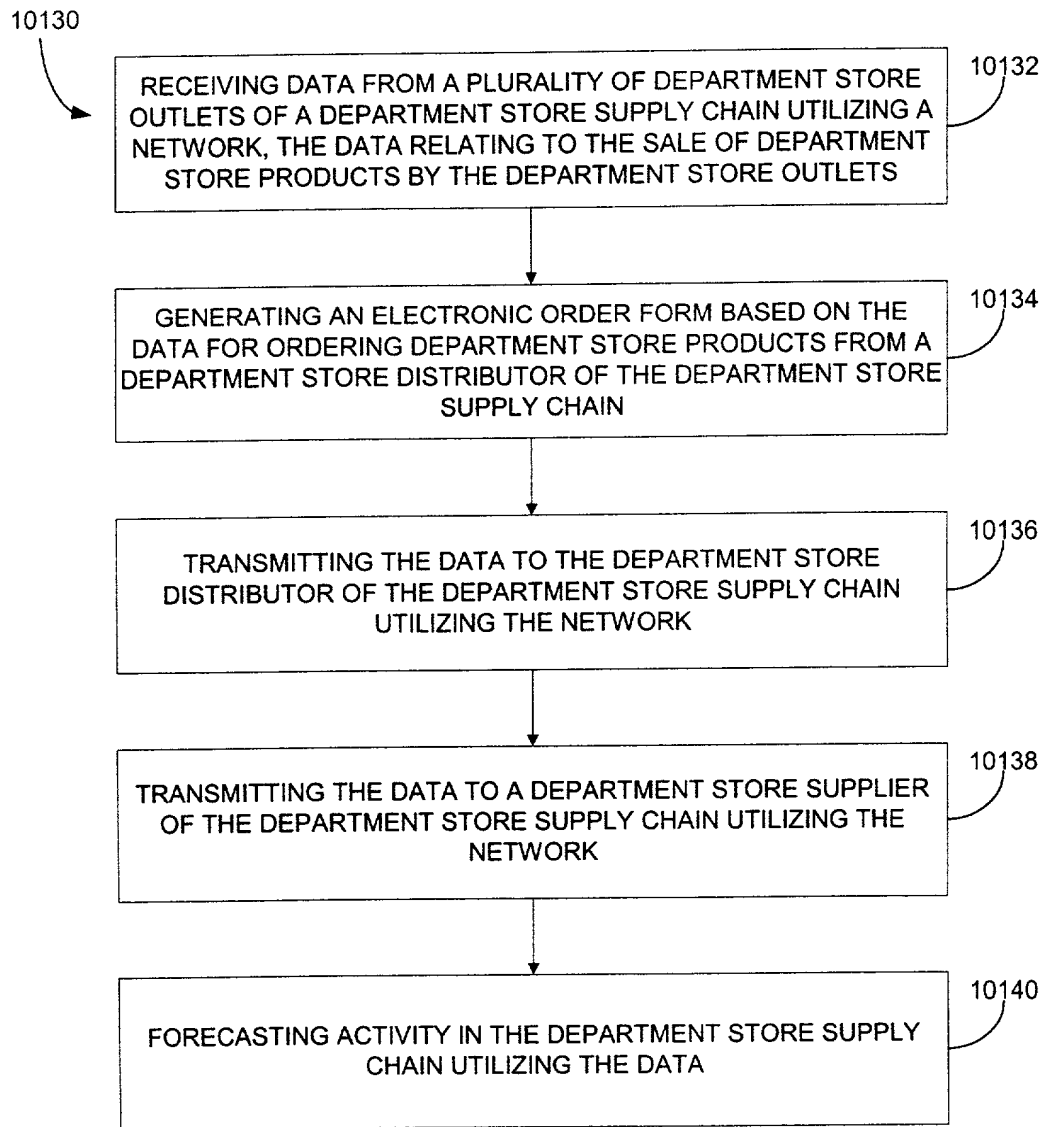 10130
10132
RECEIVING DATA FROM A PLURALITY OF DEPARTMENT STORE
OUTLETS OF A DEPARTMENT STORE SUPPLY CHAIN UTILIZING A
NETWORK, THE DATA RELATING TO THE SALE OF DEPARTMENT
STORE PRODUCTS BY THE DEPARTMENT STORE OUTLETS
10134
GENERATING AN ELECTRONIC ORDER FORM BASED ON THE
DATA FOR ORDERING DEPARTMENT STORE PRODUCTS FROM A
DEPARTMENT STORE DISTRIBUTOR OF THE DEPARTMENT STORE
SUPPLY CHAIN
10136
TRANSMITTING THE DATA TO THE DEPARTMENT STORE
DISTRIBUTOR OF THE DEPARTMENT STORE SUPPLY CHAIN
UTILIZING THE NETWORK
10138
TRANSMITTING THE DATA TO A DEPARTMENT STORE SUPPLIER
OF THE DEPARTMENT STORE SUPPLY CHAIN UTILIZING THE
NETWORK
10140
FORECASTING ACTIVITY IN THE DEPARTMENT STORE SUPPLY
CHAIN UTILIZING THE DATA